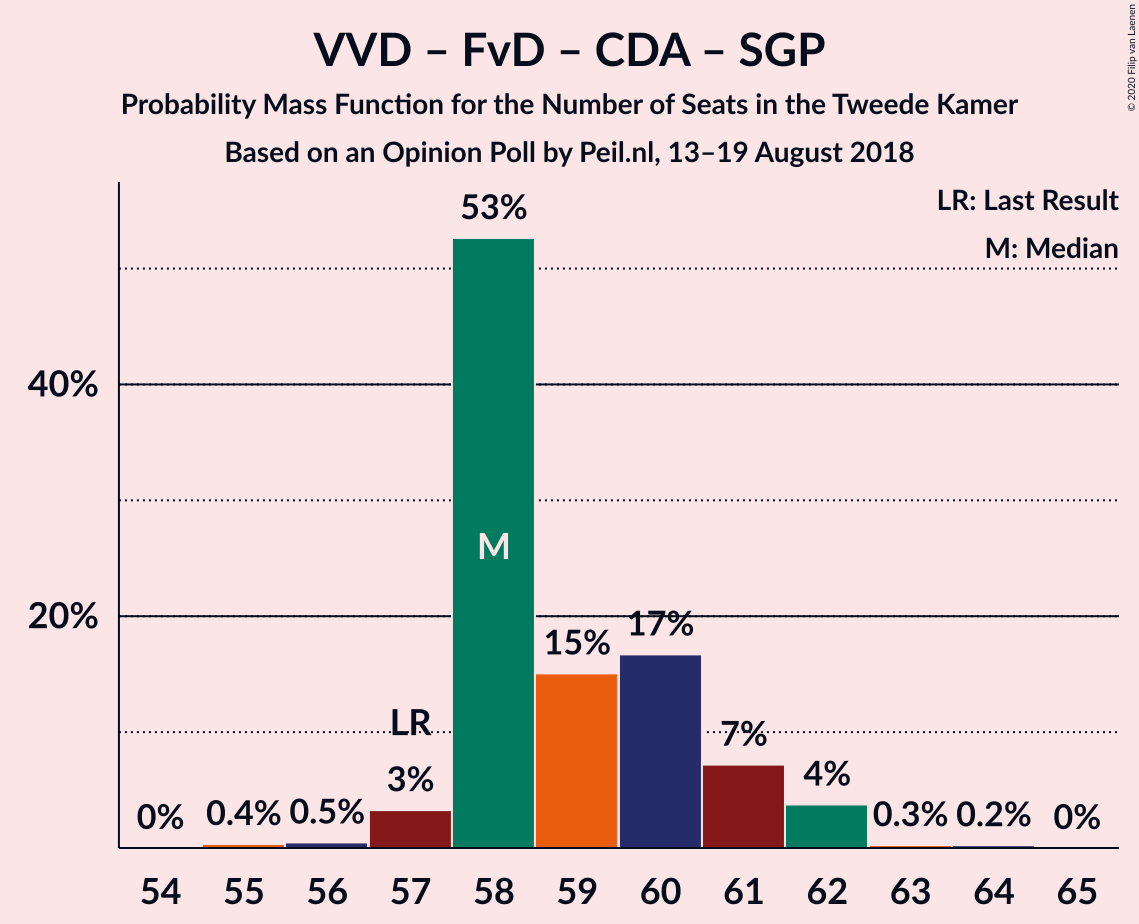 VVD – FvD – CDA – SGP
Probability Mass Function for the Number of Seats in the Tweede Kamer
Based on an Opinion Poll by Peil.nl, 13–19 August 2018
© 2020 Filip van Laenen
LR: Last Result
M: Median
53%
40%
M
20%
17%
15%
LR
7%
3%
4%
0% 0.4% 0.5% 0.3% 0.2% 0%
54 55 56 57 58 59 60 61 62 63 64 65